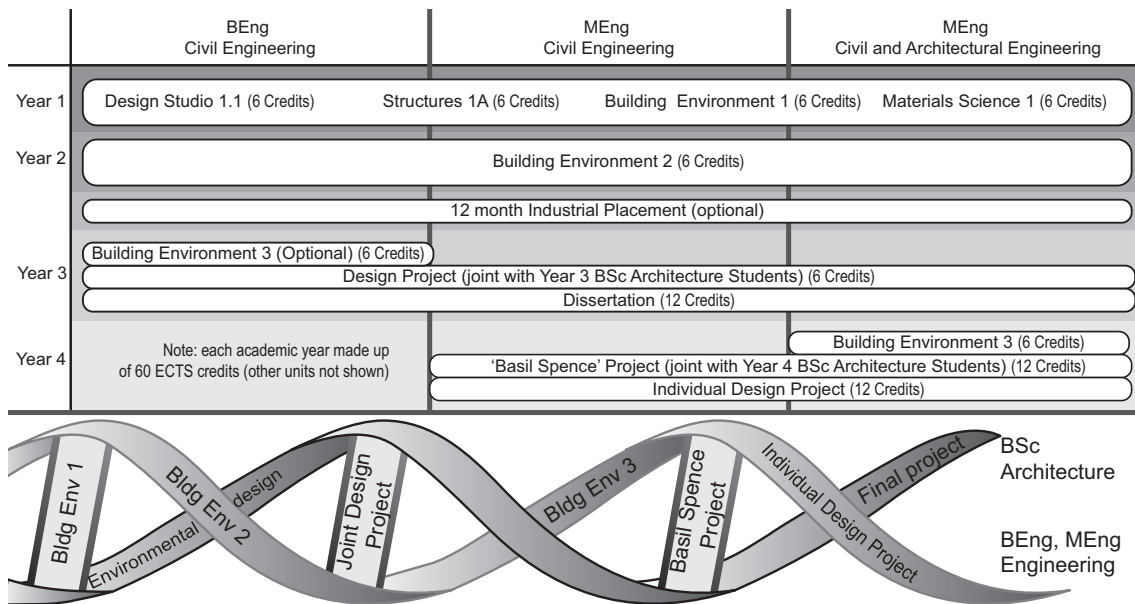 BEng
Civil Engineering
MEng
Civil Engineering
MEng
Civil and Architectural Engineering
Year 1
Design Studio 1.1 (6 Credits)
Structures 1A (6 Credits)
Building Environment 1 (6 Credits)
Materials Science 1 (6 Credits)
Year 2
Building Environment 2 (6 Credits)
12 month Industrial Placement (optional)
Year 3
Building Environment 3 (Optional) (6 Credits)
Design Project (joint with Year 3 BSc Architecture Students) (6 Credits)
Dissertation (12 Credits)
Year 4
Note: each academic year made up
of 60 ECTS credits (other units not shown)
Building Environment 3 (6 Credits)
‘Basil Spence’ Project (joint with Year 4 BSc Architecture Students) (12 Credits)
Individual Design Project (12 Credits)
Bldg Env 1
Environmental design
Bldg Env 2
Joint Design
Project
Bldg Env 3
Basil Spence
Project
Individual Design Project
Final project
BSc
Architecture
BEng, MEng
Engineering